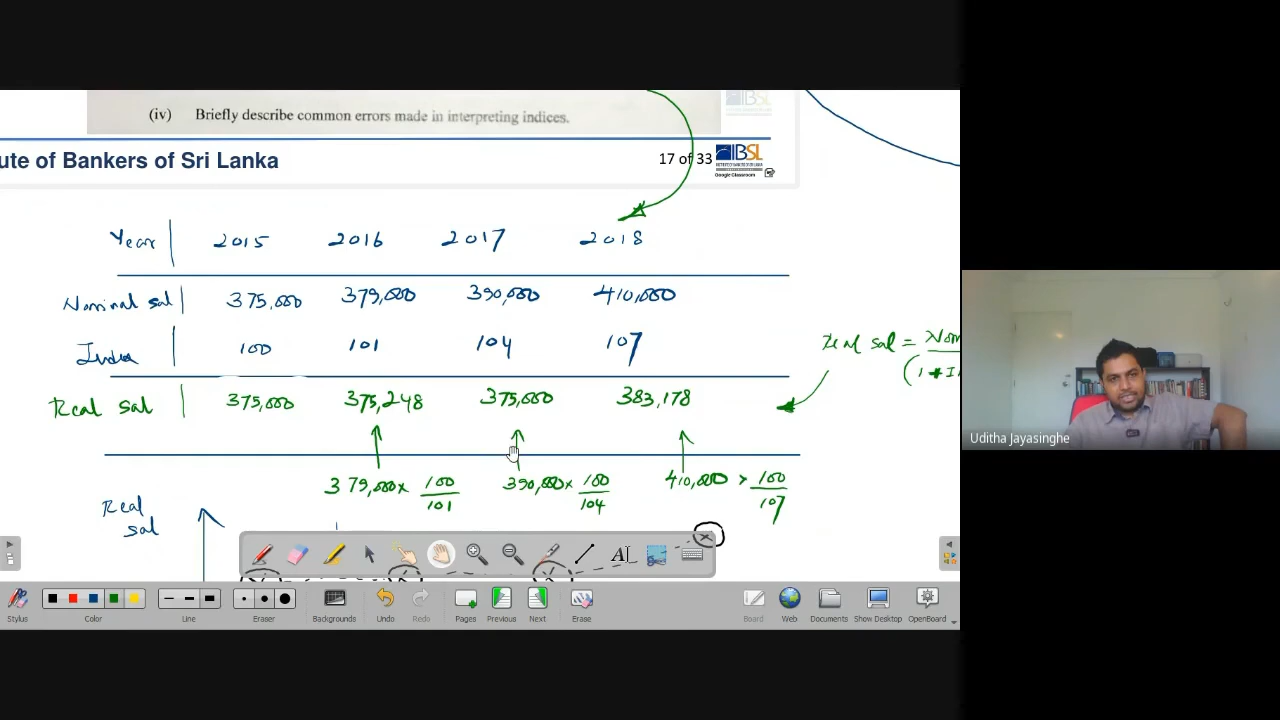 (iv) Briefly describe common errors made in interpreting indices.
IBSL
ute of Bankers of Sri Lanka
17 of 33
IBSL
Google Classroom
Year 2015 2016 2017 2018
Nominal sal 375,000 379,000 390,000 410,000
Index 100 101 104 107
Real sal = Nom
(1 + I
Real sal 375,000 375,248 375,000 383,178
379,000 × 100/101 390,000 × 100/104 410,000 × 100/107
Real
sal
Uditha Jayasinghe
AI
Stylus Color Line Eraser Backgrounds Undo Redo Pages Previous Next Erase Board Web Documents Show Desktop OpenBoard